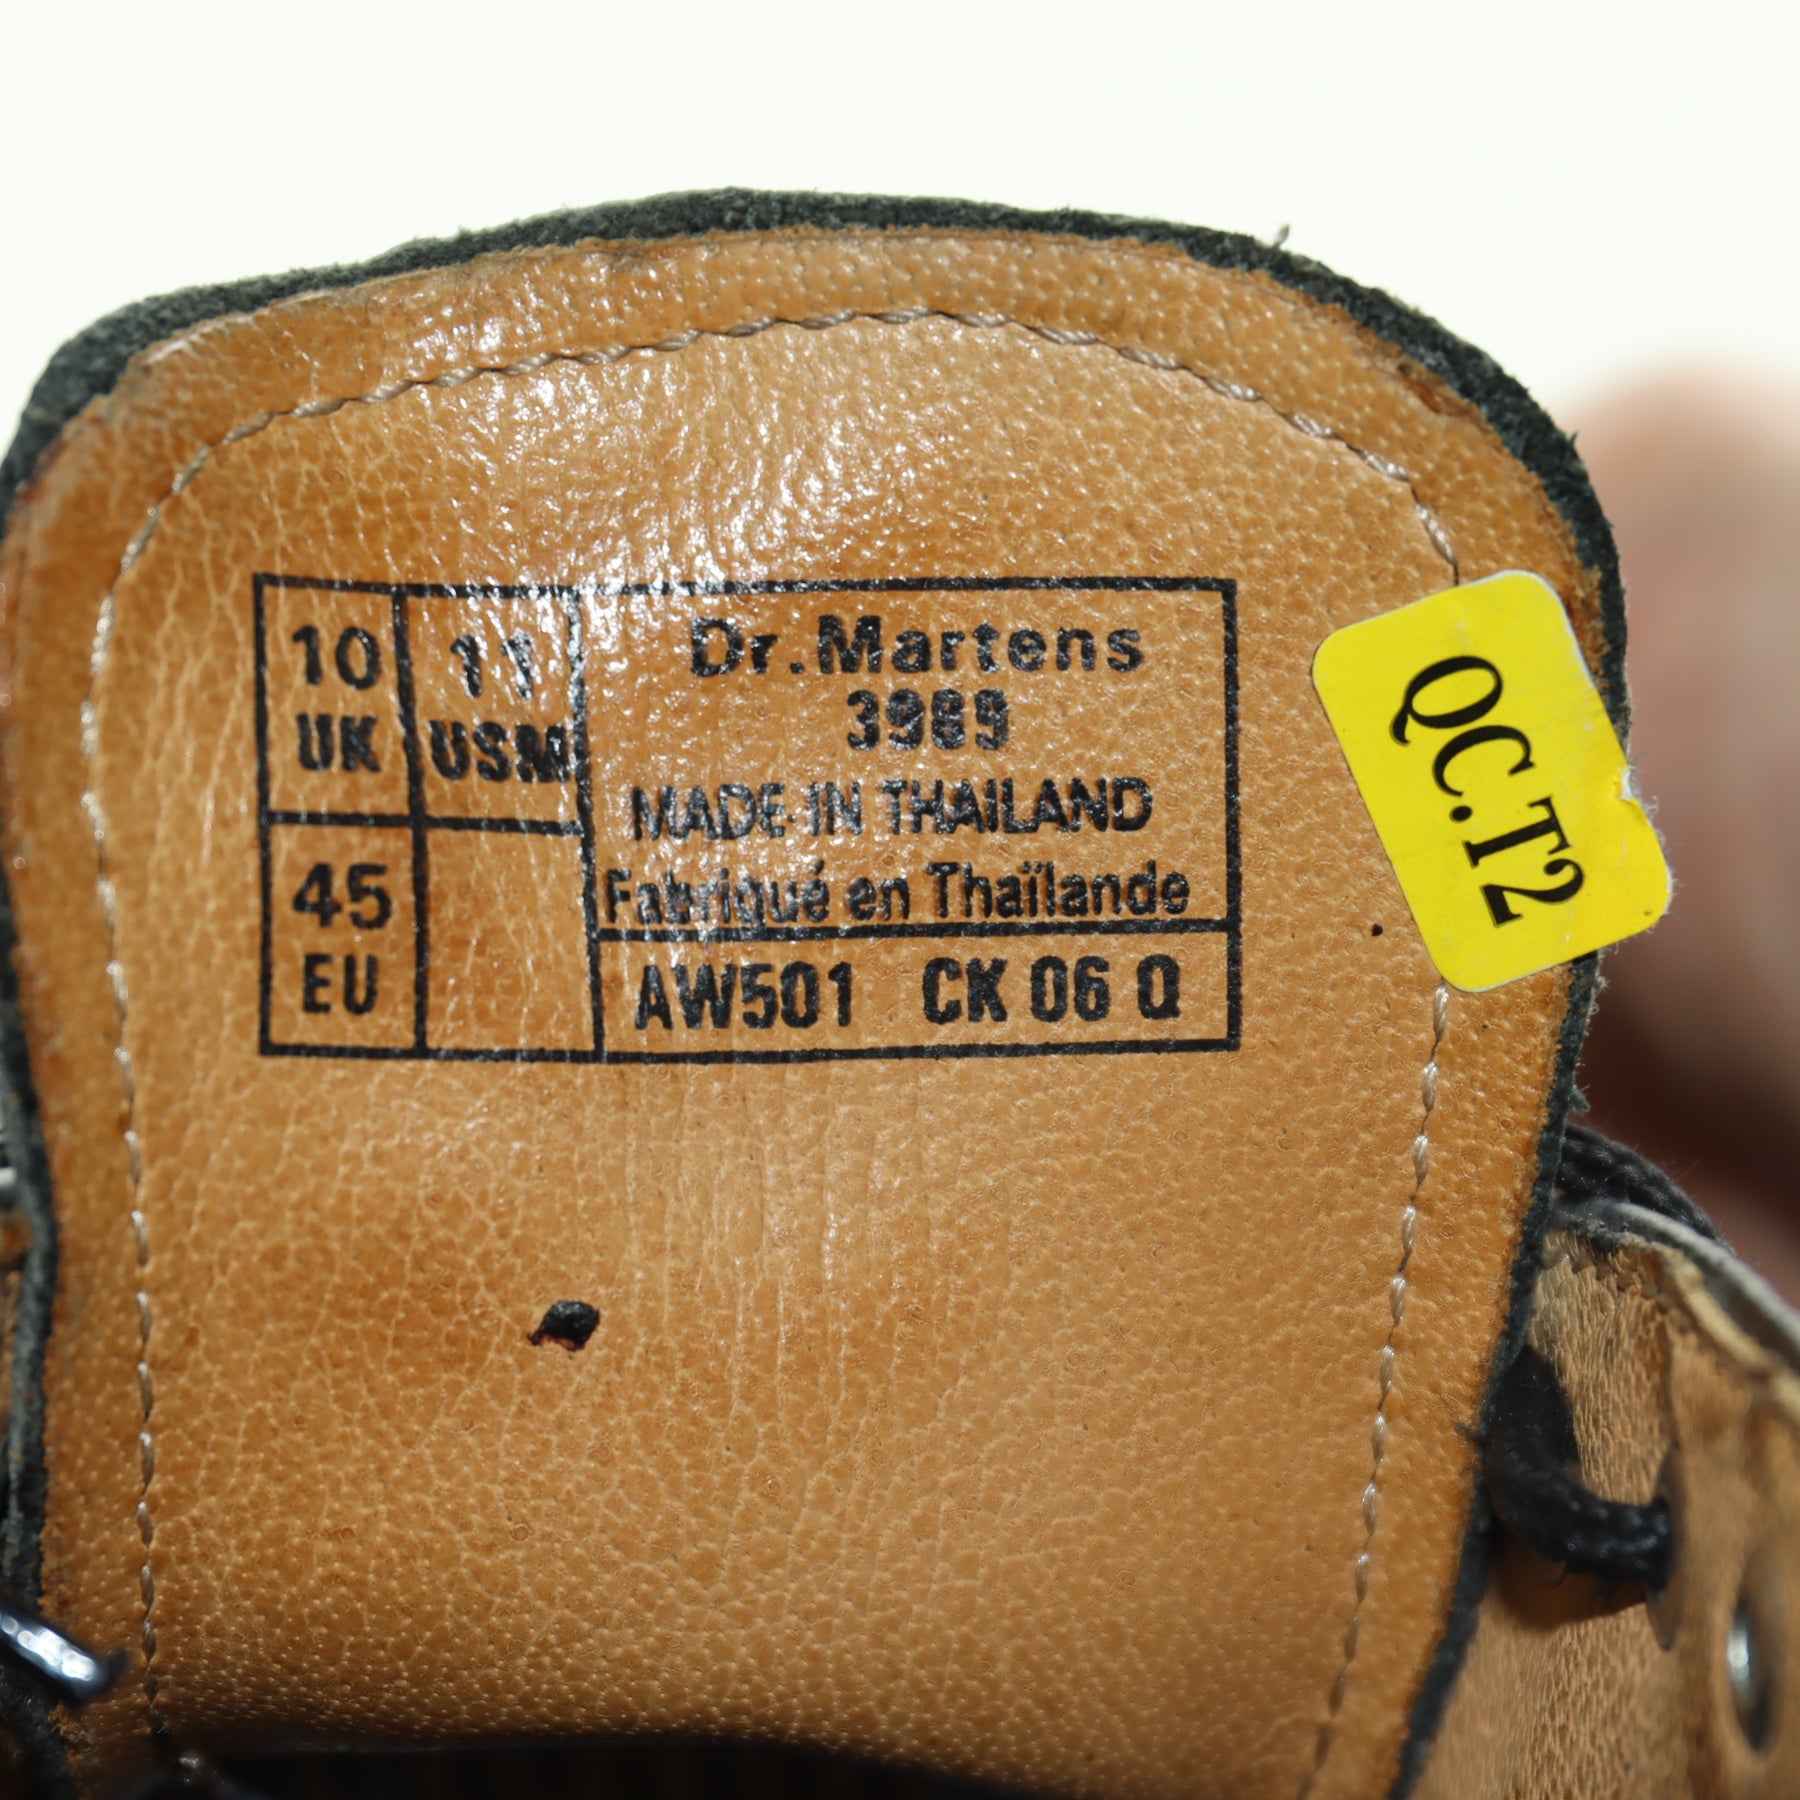 10
UK
11
USM
45
EU
Dr.Martens
3989
MADE IN THAILAND
Fabriqué en Thaïlande
AW501 CK 06 Q
QC.T2